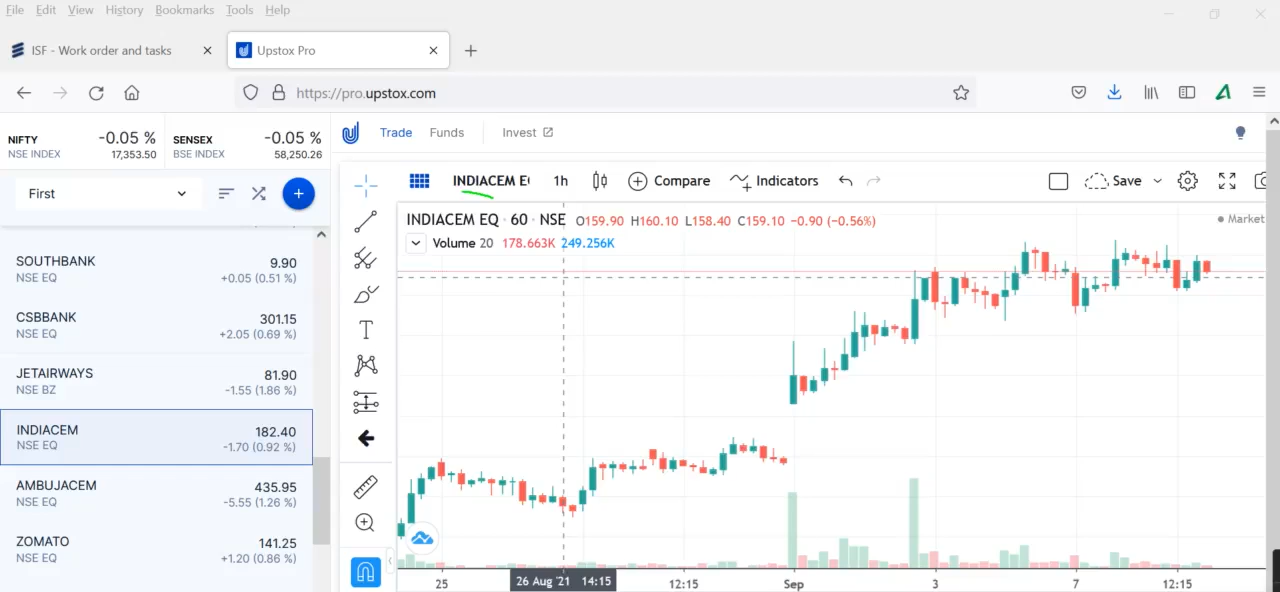 File Edit View History Bookmarks Tools Help
ISF - Work order and tasks
Upstox Pro
https://pro.upstox.com
NIFTY -0.05 %
NSE INDEX 17,353.50
SENSEX -0.05 %
BSE INDEX 58,250.26
Trade Funds Invest
First
INDIACEM E 1h Compare Indicators Save
INDIACEM EQ · 60 · NSE O159.90 H160.10 L158.40 C159.10 -0.90 (-0.56%)
Market
Volume 20 178.663K 249.256K
SOUTHBANK 9.90
NSE EQ +0.05 (0.51 %)
CSBBANK 301.15
NSE EQ +2.05 (0.69 %)
JETAIRWAYS 81.90
NSE BZ -1.55 (1.86 %)
INDIACEM 182.40
NSE EQ -1.70 (0.92 %)
AMBUJACEM 435.95
NSE EQ -5.55 (1.26 %)
ZOMATO 141.25
NSE EQ +1.20 (0.86 %)
25 26 Aug '21 14:15 12:15 Sep 3 7 12:15